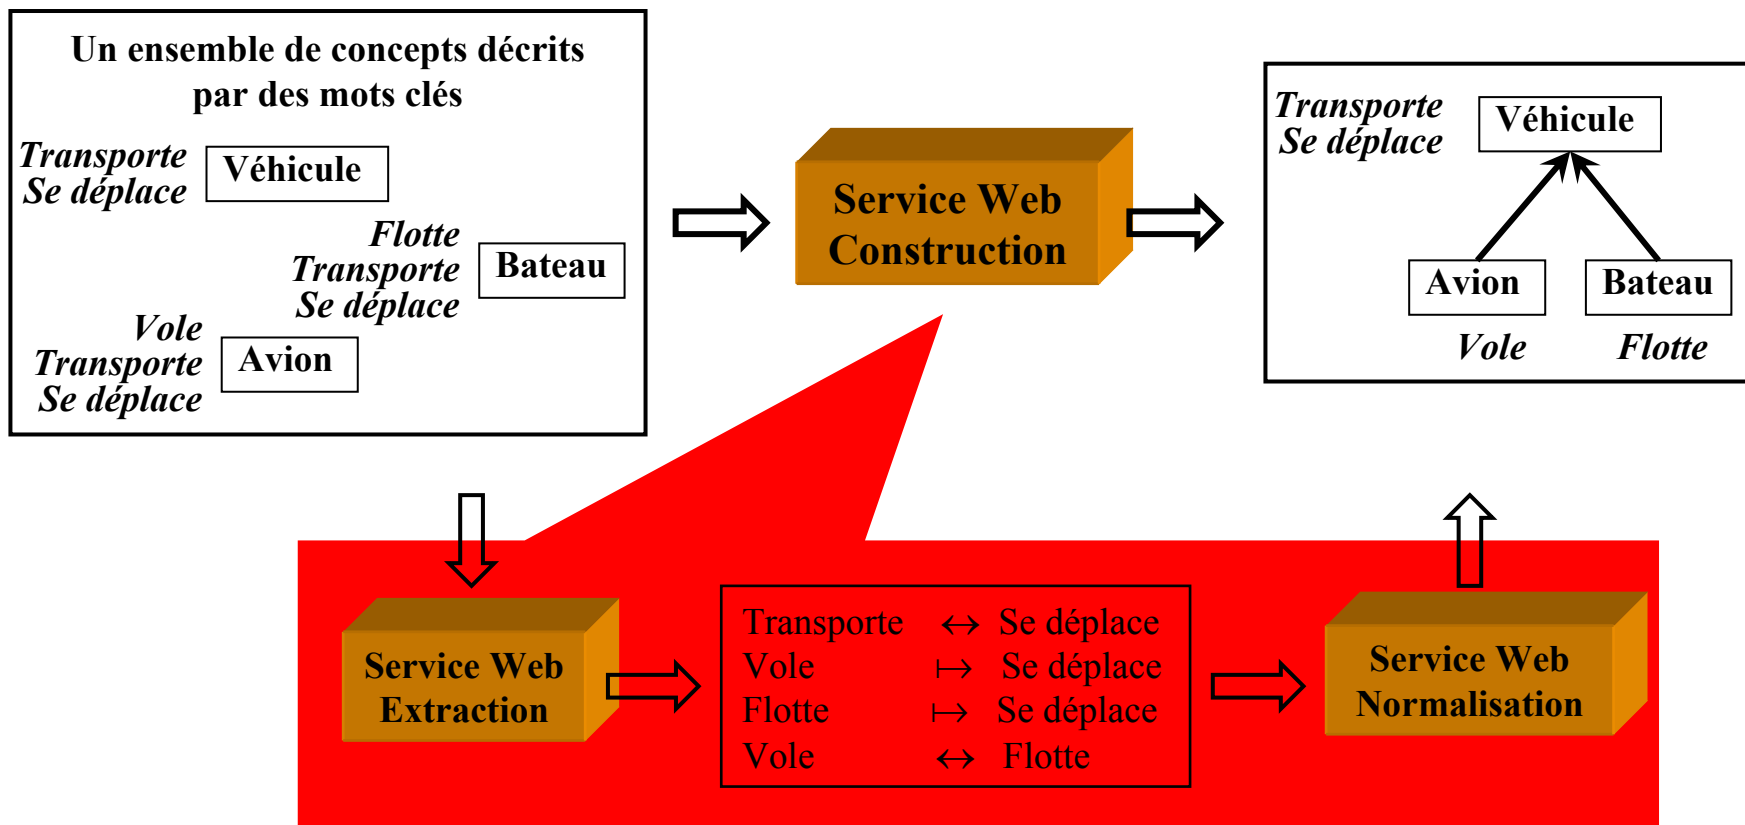 Un ensemble de concepts décrits
par des mots clés
Transporte
Se déplace
Véhicule
Flotte
Transporte
Se déplace
Bateau
Vole
Transporte
Se déplace
Avion
Service Web
Construction
Transporte
Se déplace
Véhicule
Avion
Bateau
Vole
Flotte
Service Web
Extraction
Transporte ↔ Se déplace
Vole ↦ Se déplace
Flotte ↦ Se déplace
Vole ↔ Flotte
Service Web
Normalisation